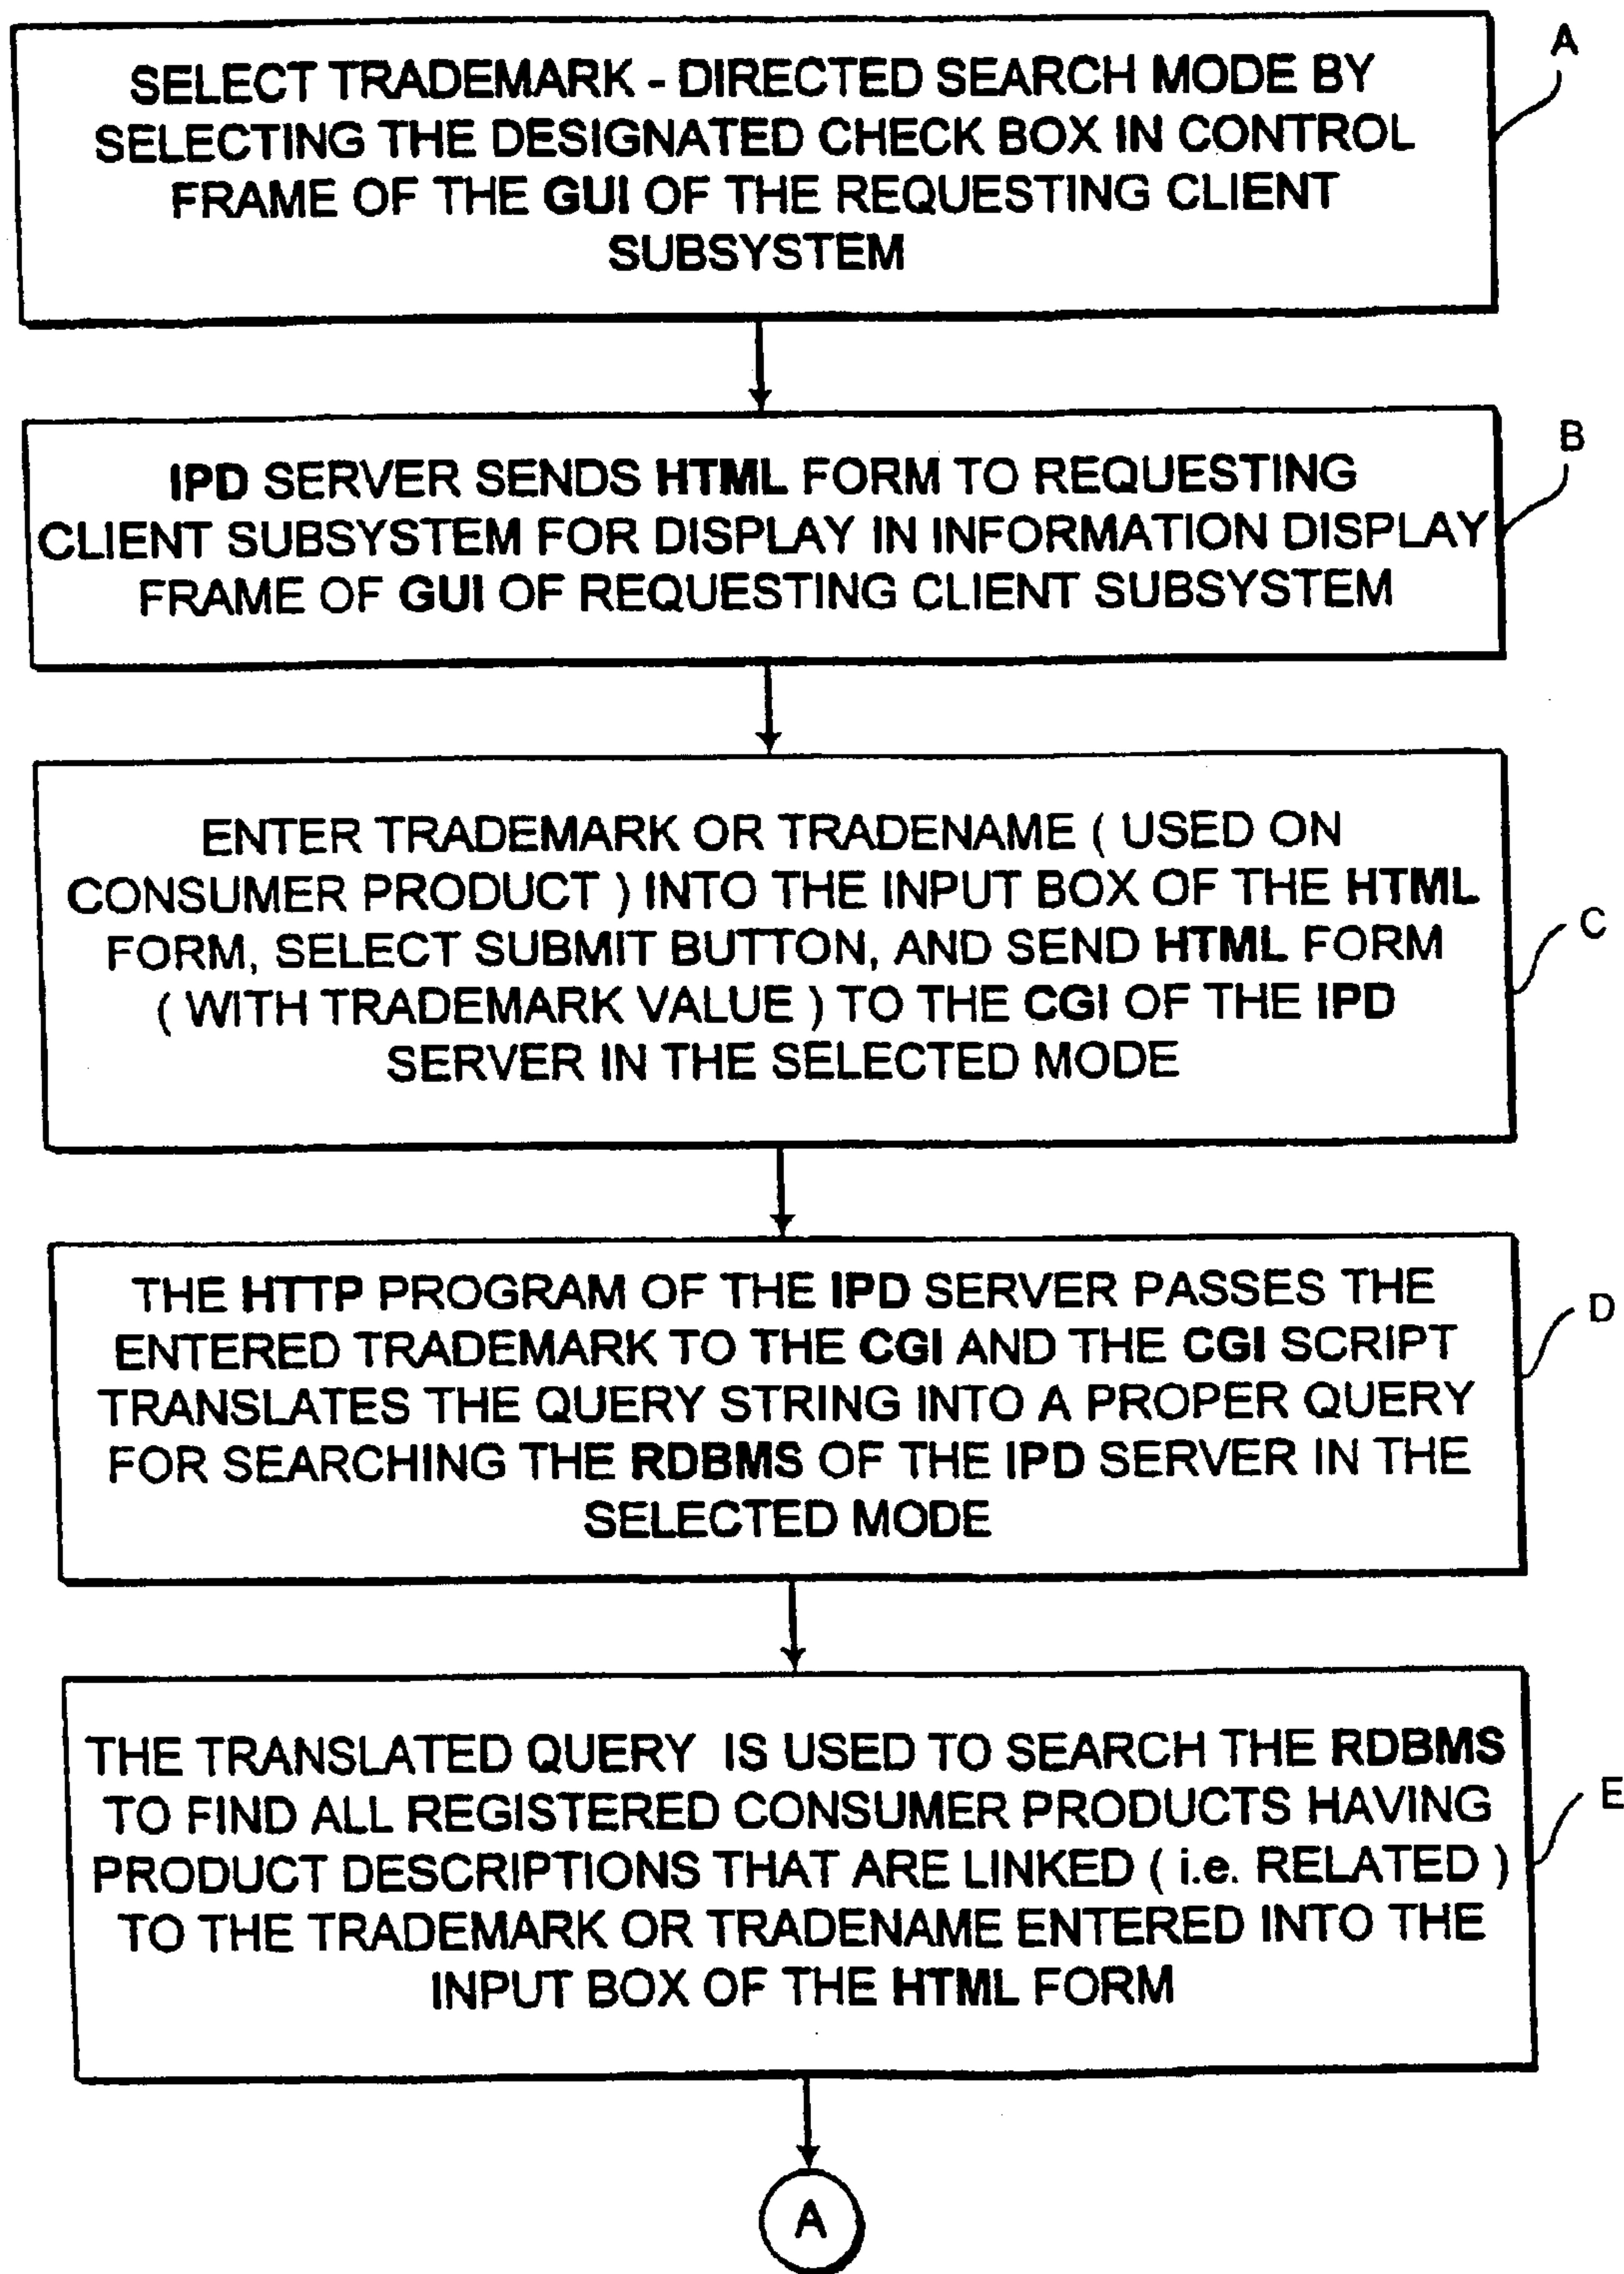 SELECT TRADEMARK - DIRECTED SEARCH MODE BY
SELECTING THE DESIGNATED CHECK BOX IN CONTROL
FRAME OF THE GUI OF THE REQUESTING CLIENT
SUBSYSTEM
A
IPD SERVER SENDS HTML FORM TO REQUESTING
CLIENT SUBSYSTEM FOR DISPLAY IN INFORMATION DISPLAY
FRAME OF GUI OF REQUESTING CLIENT SUBSYSTEM
B
ENTER TRADEMARK OR TRADENAME ( USED ON
CONSUMER PRODUCT ) INTO THE INPUT BOX OF THE HTML
FORM, SELECT SUBMIT BUTTON, AND SEND HTML FORM
( WITH TRADEMARK VALUE ) TO THE CGI OF THE IPD
SERVER IN THE SELECTED MODE
C
THE HTTP PROGRAM OF THE IPD SERVER PASSES THE
ENTERED TRADEMARK TO THE CGI AND THE CGI SCRIPT
TRANSLATES THE QUERY STRING INTO A PROPER QUERY
FOR SEARCHING THE RDBMS OF THE IPD SERVER IN THE
SELECTED MODE
D
THE TRANSLATED QUERY IS USED TO SEARCH THE RDBMS
TO FIND ALL REGISTERED CONSUMER PRODUCTS HAVING
PRODUCT DESCRIPTIONS THAT ARE LINKED ( i.e. RELATED )
TO THE TRADEMARK OR TRADENAME ENTERED INTO THE
INPUT BOX OF THE HTML FORM
E
A